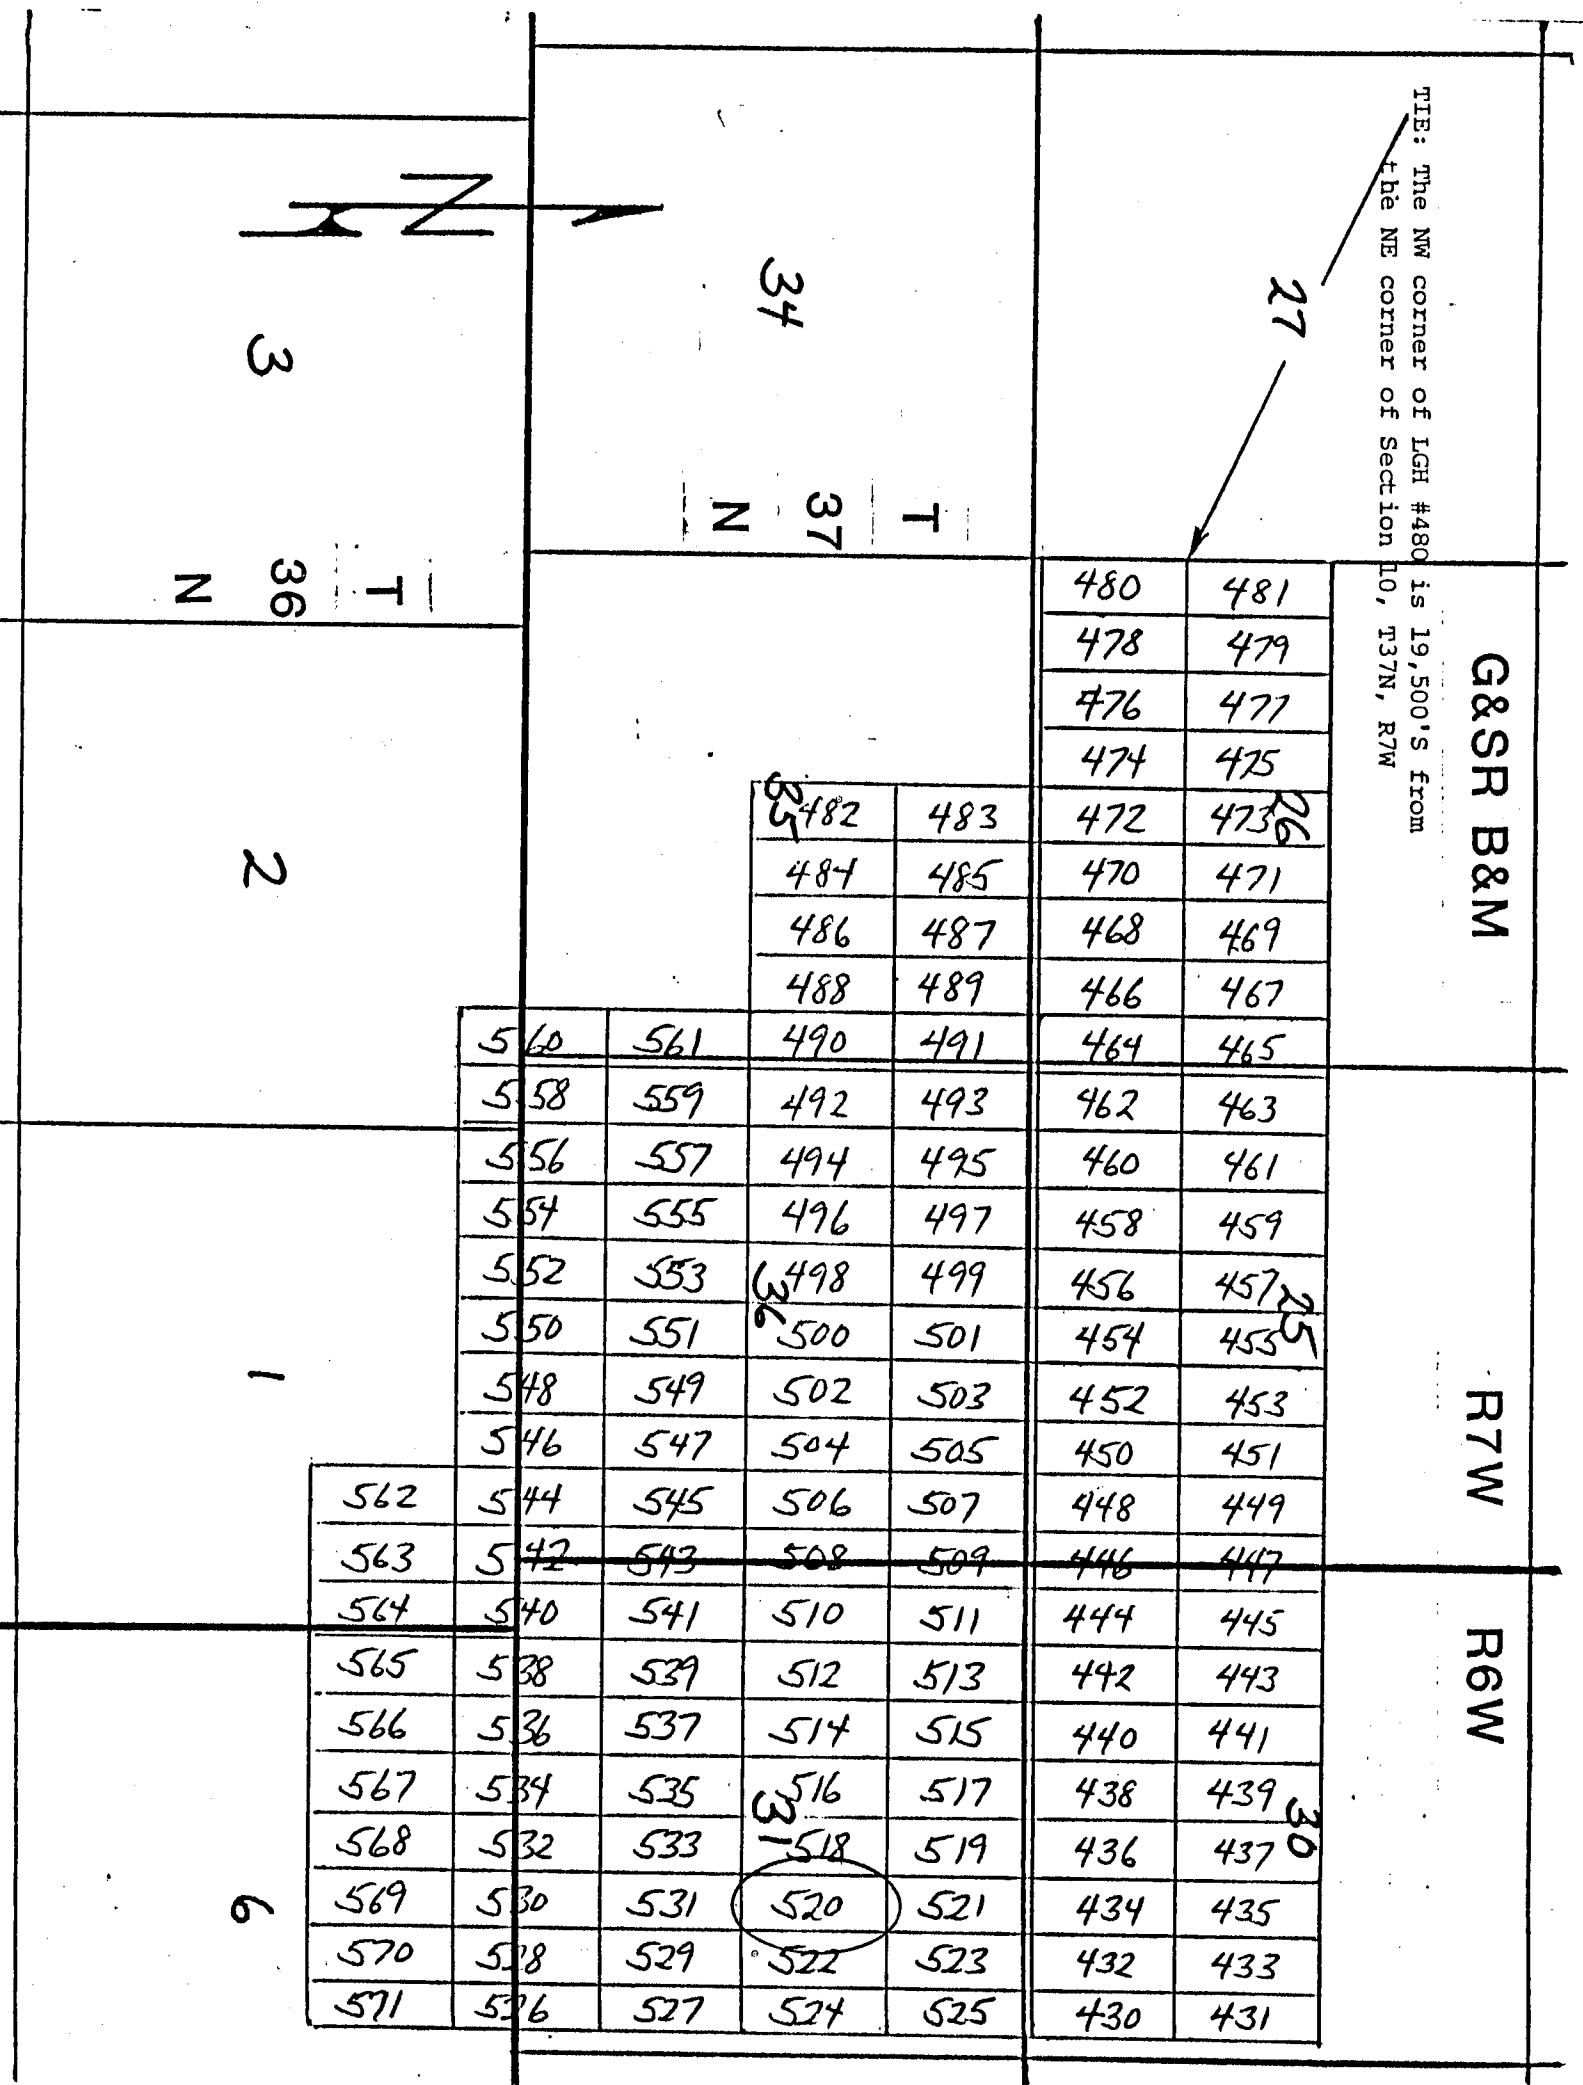 TIE: The NW corner of LGH #480 is 19,500'S from
the NE corner of Section 10, T37N, R7W
G&SR B&M
R7W
R6W
27
34
3
2
1
6
T
37
N
T
36
N
N
35
26
36
25
31
30
480 481
478 479
476 477
474 475
482 483 472 473
484 485 470 471
486 487 468 469
488 489 466 467
560 561 490 491 464 465
558 559 492 493 462 463
556 557 494 495 460 461
554 555 496 497 458 459
552 553 498 499 456 457
550 551 500 501 454 455
548 549 502 503 452 453
546 547 504 505 450 451
562 544 545 506 507 448 449
563 542 543 508 509 446 447
564 540 541 510 511 444 445
565 538 539 512 513 442 443
566 536 537 514 515 440 441
567 534 535 516 517 438 439
568 532 533 518 519 436 437
569 530 531 520 521 434 435
570 528 529 522 523 432 433
571 526 527 524 525 430 431